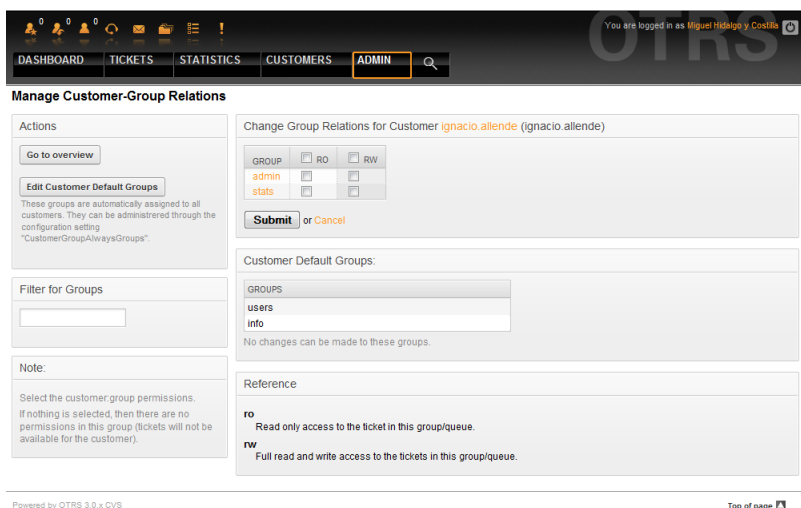 0 0 0
You are logged in as Miguel Hidalgo y Costilla
OTRS
DASHBOARD TICKETS STATISTICS CUSTOMERS ADMIN
Manage Customer-Group Relations
Actions
Go to overview
Edit Customer Default Groups
These groups are automatically assigned to all
customers. They can be administrered through the
configuration setting
"CustomerGroupAlwaysGroups".
Filter for Groups
Note:
Select the customer:group permissions.
If nothing is selected, then there are no
permissions in this group (tickets will not be
available for the customer).
Change Group Relations for Customer ignacio.allende (ignacio.allende)
GROUP RO RW
admin
stats
Submit or Cancel
Customer Default Groups:
GROUPS
users
info
No changes can be made to these groups.
Reference
ro
Read only access to the ticket in this group/queue.
rw
Full read and write access to the tickets in this group/queue.
Powered by OTRS 3.0.x CVS
Top of page